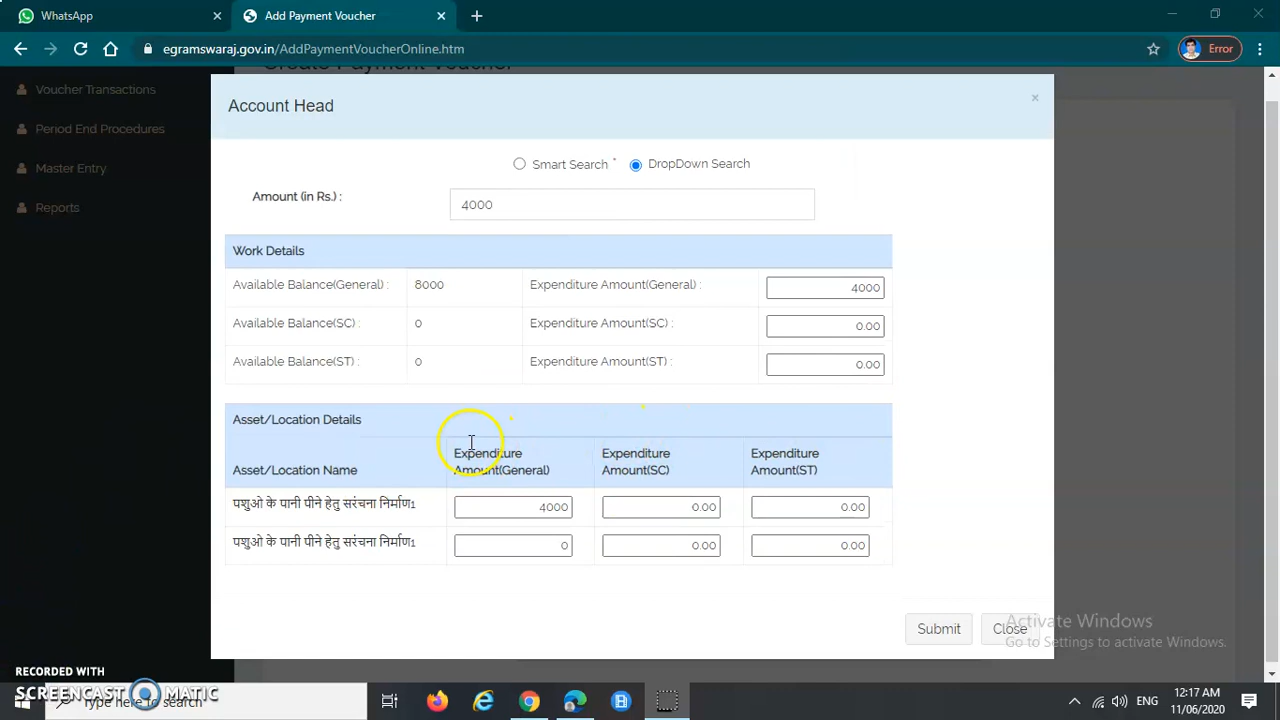 WhatsApp
Add Payment Voucher
egramswaraj.gov.in/AddPaymentVoucherOnline.htm
Error
Create Payment Voucher
Voucher Transactions
Period End Procedures
Master Entry
Reports
Account Head
Smart Search * DropDown Search
Amount (in Rs.) : 4000
Work Details
Available Balance(General) : 8000 Expenditure Amount(General) : 4000
Available Balance(SC) : 0 Expenditure Amount(SC) : 0.00
Available Balance(ST) : 0 Expenditure Amount(ST) : 0.00
Asset/Location Details
Asset/Location Name Expenditure Amount(General) Expenditure Amount(SC) Expenditure Amount(ST)
पशुओ के पानी पीने हेतु सरंचना निर्माण1 4000 0.00 0.00
पशुओ के पानी पीने हेतु सरंचना निर्माण1 0 0.00 0.00
Submit Close
Activate Windows
Go to Settings to activate Windows.
RECORDED WITH
SCREENCAST MATIC
Type here to search
ENG
12:17 AM
11/06/2020